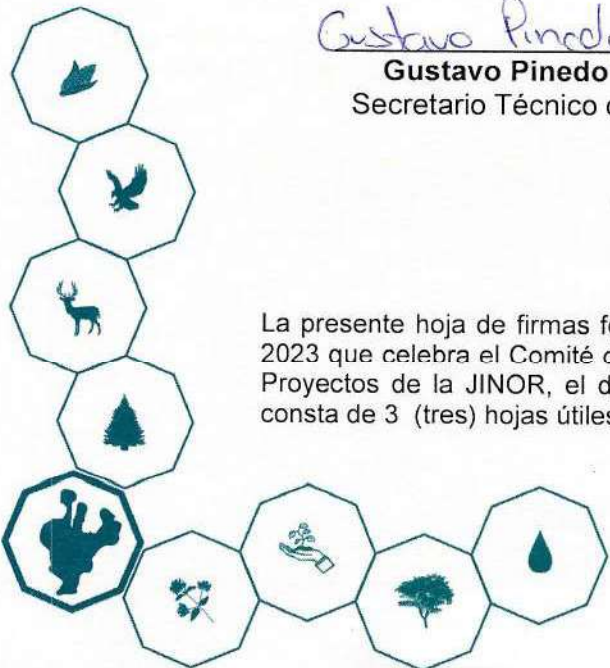 Gustavo Pined
Gustavo Pinedo
Secretario Técnico
La presente hoja de firmas f
2023 que celebra el Comité
Proyectos de la JINOR, el d
consta de 3 (tres) hojas útiles